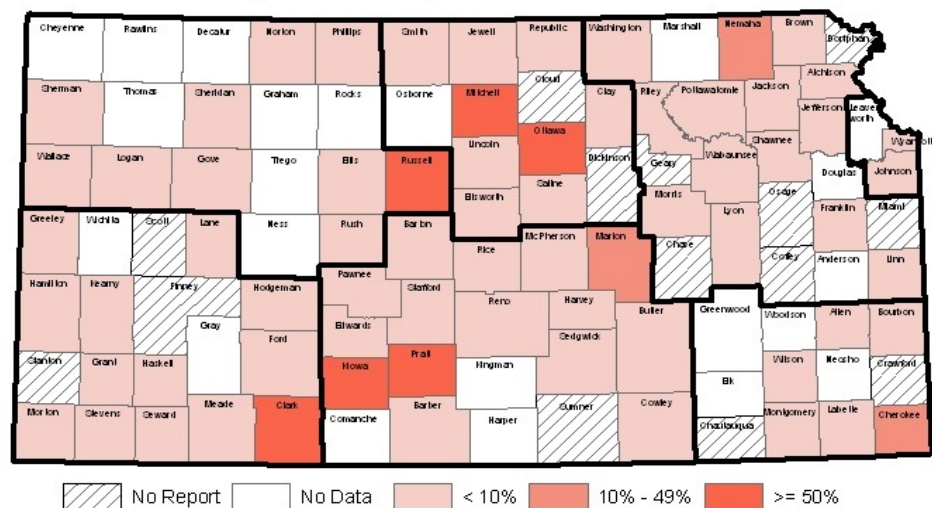 Cheyenne Rawlins Decatur Norton Phillips Smith Jewell Republic Washington Marshall Nemaha Brown Doniphan
Sherman Thomas Sheridan Graham Rooks Osborne Mitchell Cloud Clay Riley Pottawatomie Jackson Atchison
Jefferson Leavenworth
Wallace Logan Gove Trego Ellis Russell Lincoln Ottawa Dickinson Geary Wabaunsee Shawnee Douglas Johnson
Ellsworth Saline Morris Osage
Greeley Wichita Scott Lane Ness Rush Barton Rice McPherson Marion Chase Lyon Coffey Franklin Miami
Anderson Linn
Hamilton Kearny Finney Hodgeman Pawnee Stafford Reno Harvey Butler Greenwood Woodson Allen Bourbon
Gray Ford Edwards Sedgwick
Stanton Grant Haskell Kiowa Pratt Kingman Elk Wilson Neosho Crawford
Morton Stevens Seward Meade Clark Comanche Barber Harper Sumner Cowley Chautauqua Montgomery Labette Cherokee
No Report No Data < 10% 10% - 49% >= 50%